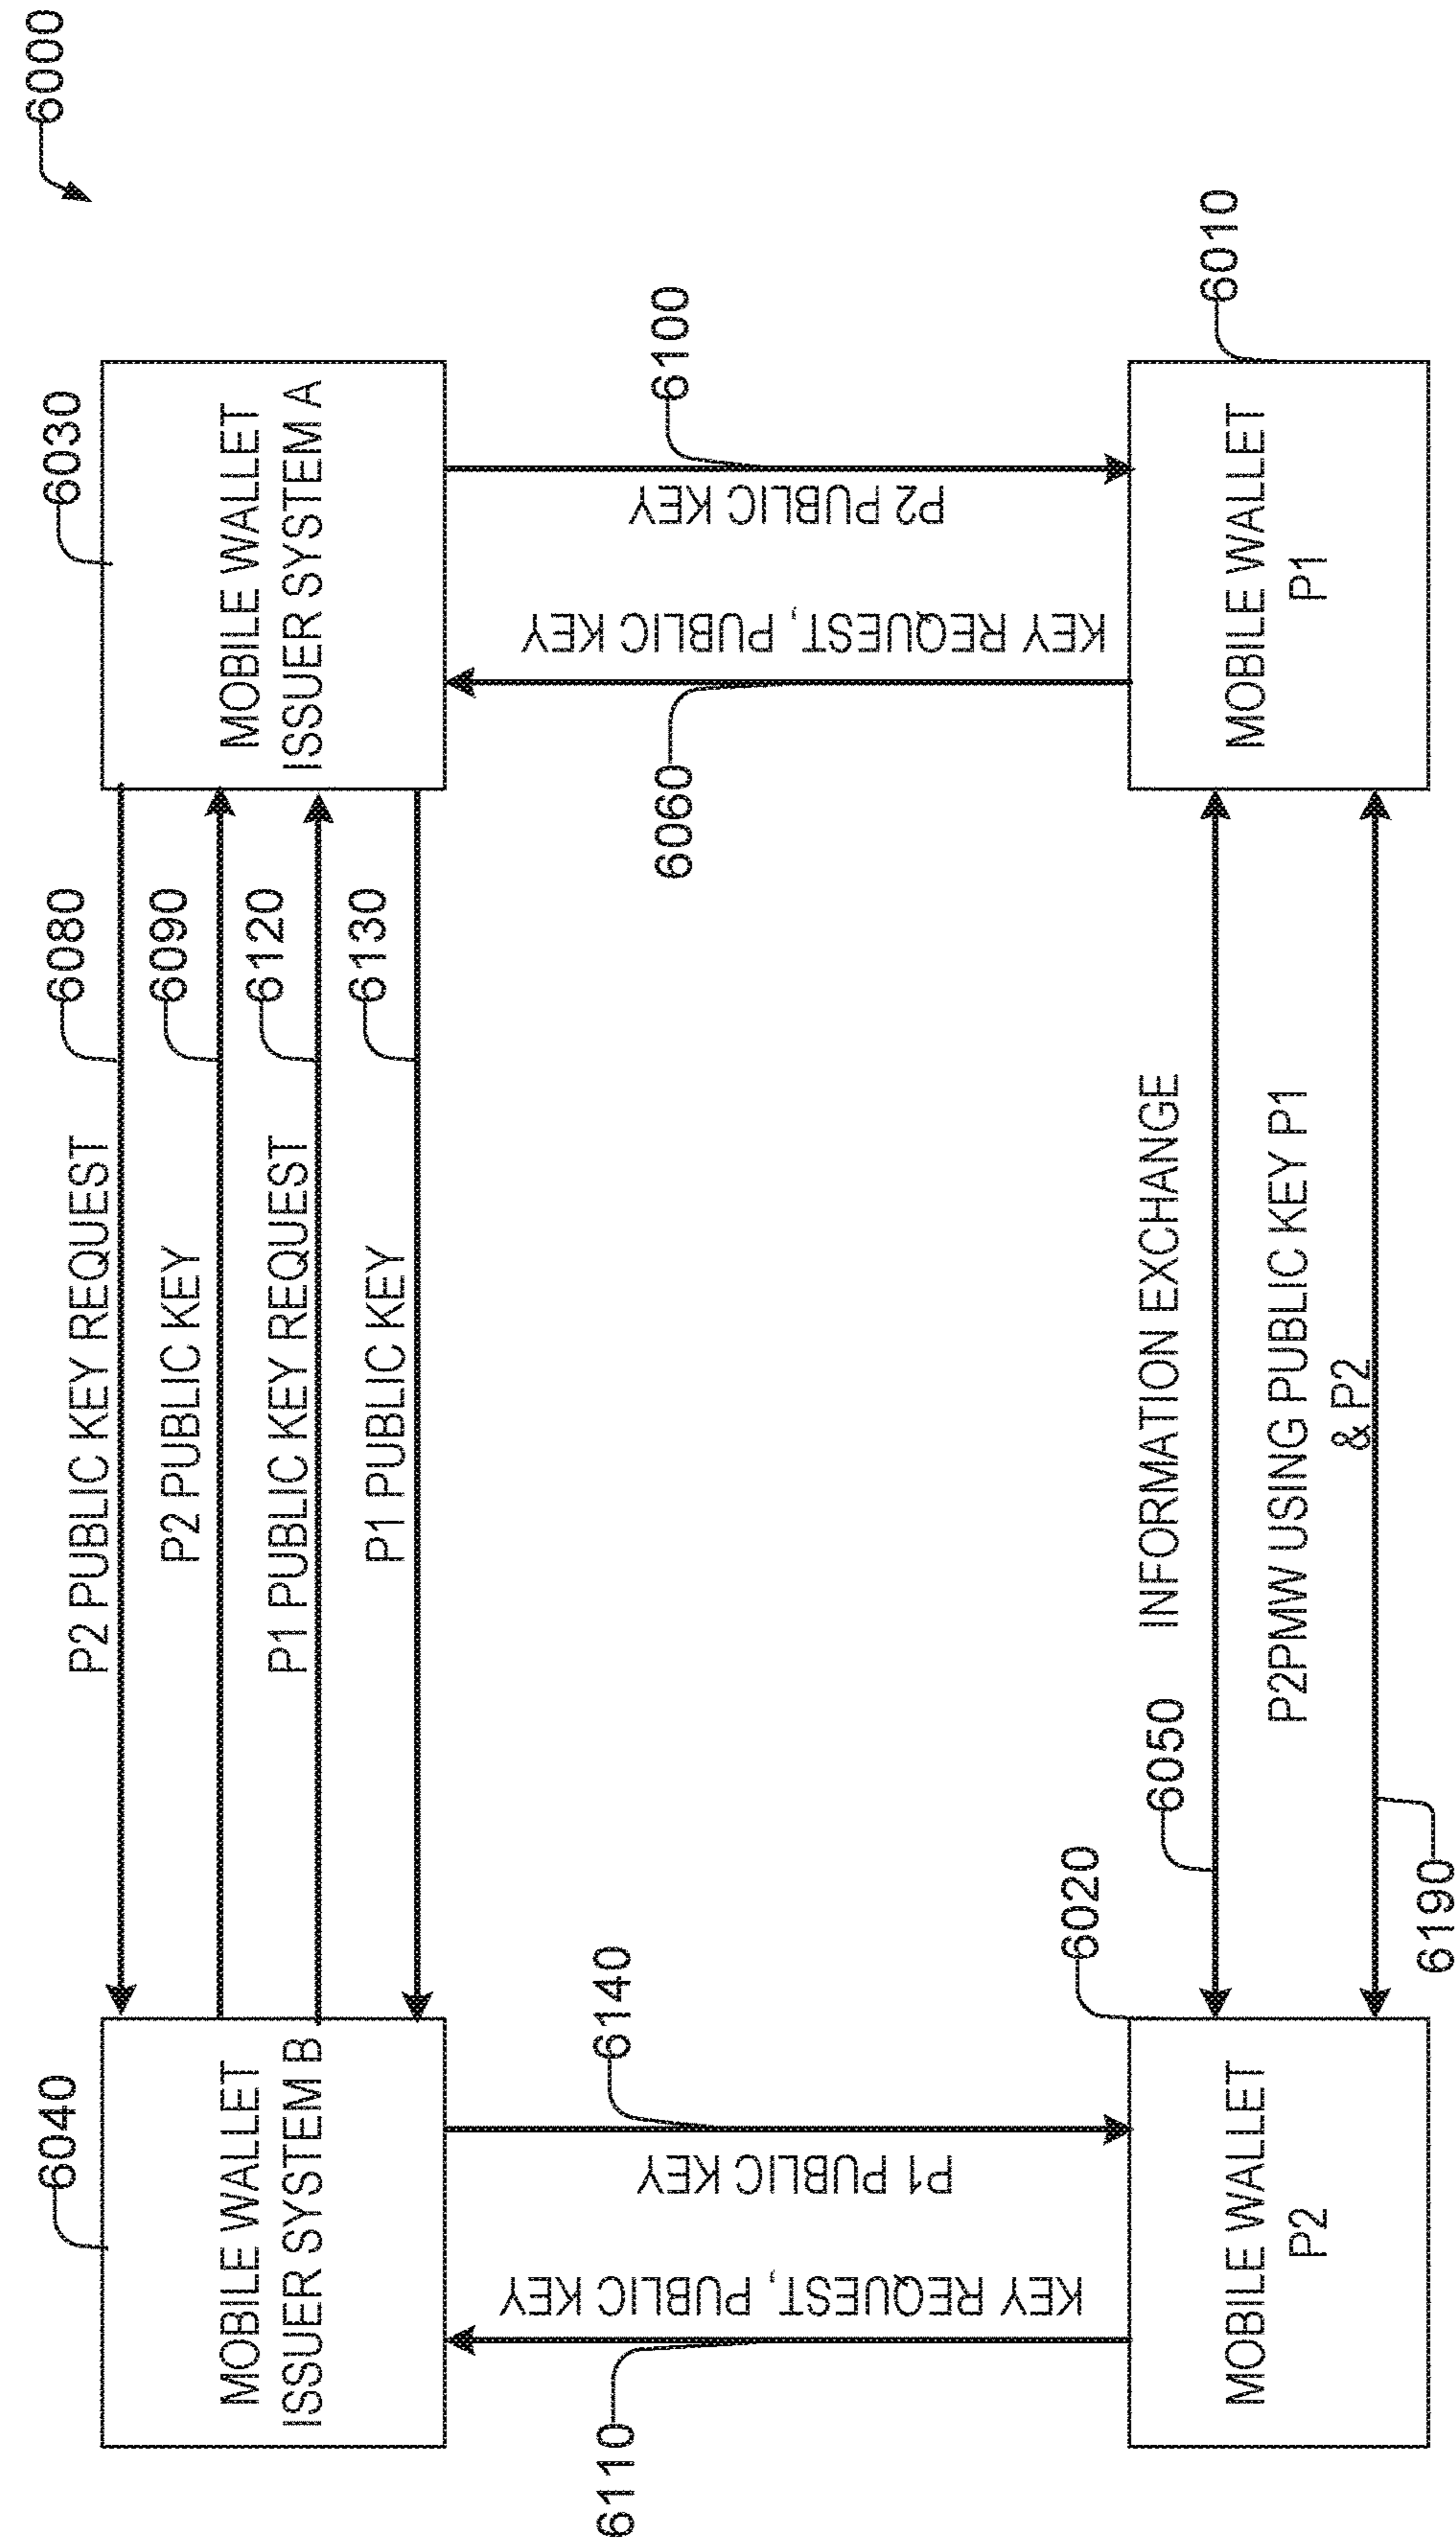 6000
6040
MOBILE WALLET
ISSUER SYSTEM B
P2 PUBLIC KEY REQUEST
6080
P2 PUBLIC KEY
6090
P1 PUBLIC KEY REQUEST
6120
P1 PUBLIC KEY
6130
6030
MOBILE WALLET
ISSUER SYSTEM A
6110
KEY REQUEST, PUBLIC KEY
P1 PUBLIC KEY
6140
6060
KEY REQUEST, PUBLIC KEY
P2 PUBLIC KEY
6100
6020
MOBILE WALLET
P2
6050
INFORMATION EXCHANGE
P2PMW USING PUBLIC KEY P1
& P2
6190
MOBILE WALLET
P1
6010